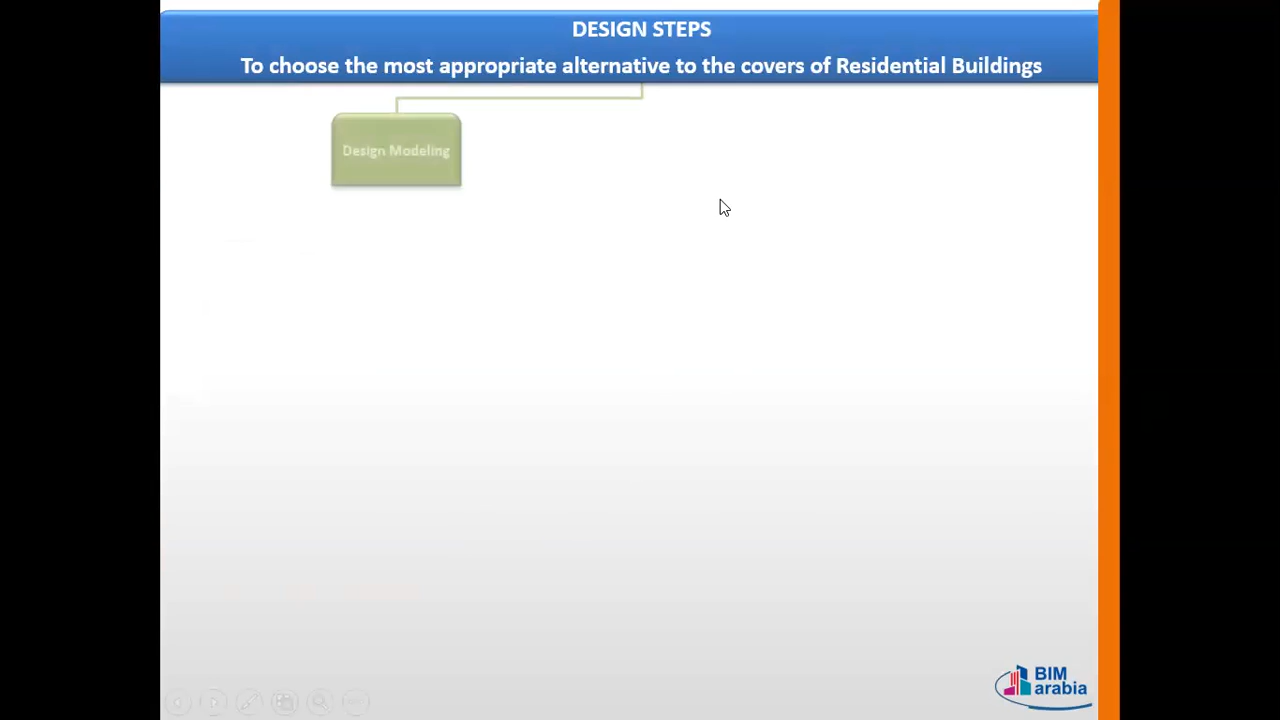 DESIGN STEPS
To choose the most appropriate alternative to the covers of Residential Buildings
Design Modeling
BIM
arabia